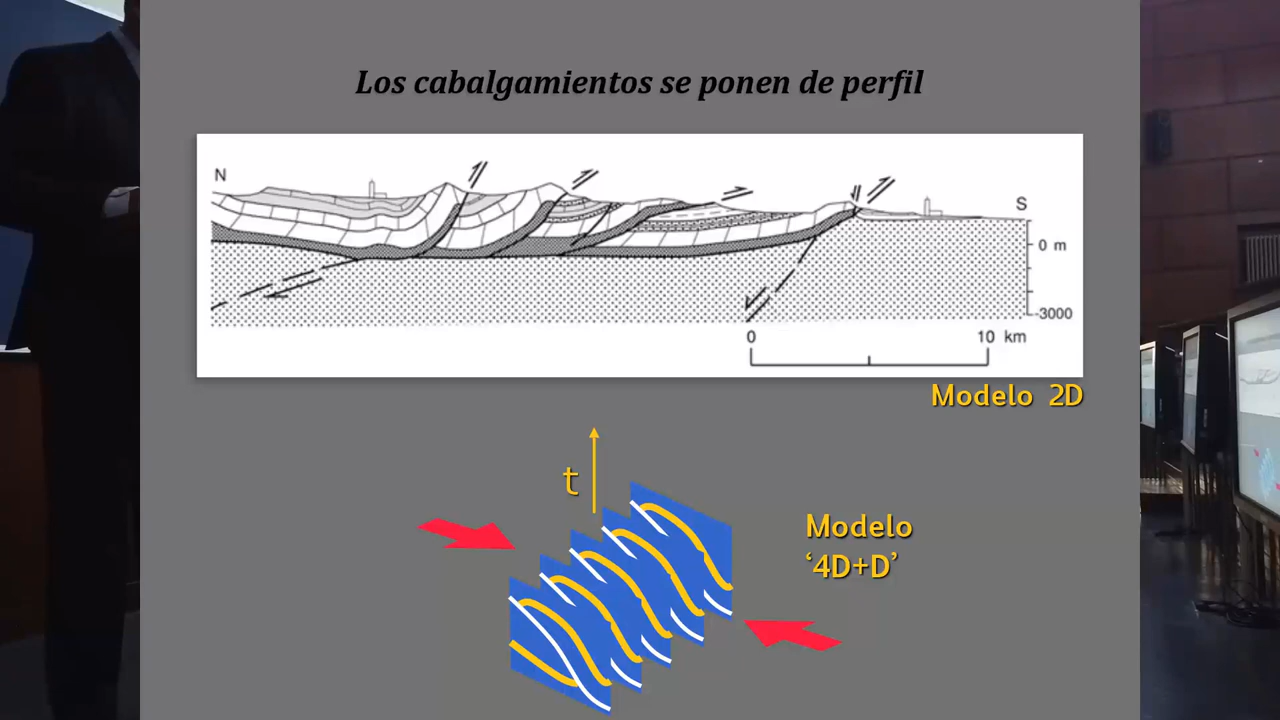 Los cabalgamientos se ponen de perfil
N
S
0 m
-3000
0
10 km
Modelo 2D
t
Modelo
‘4D+D’